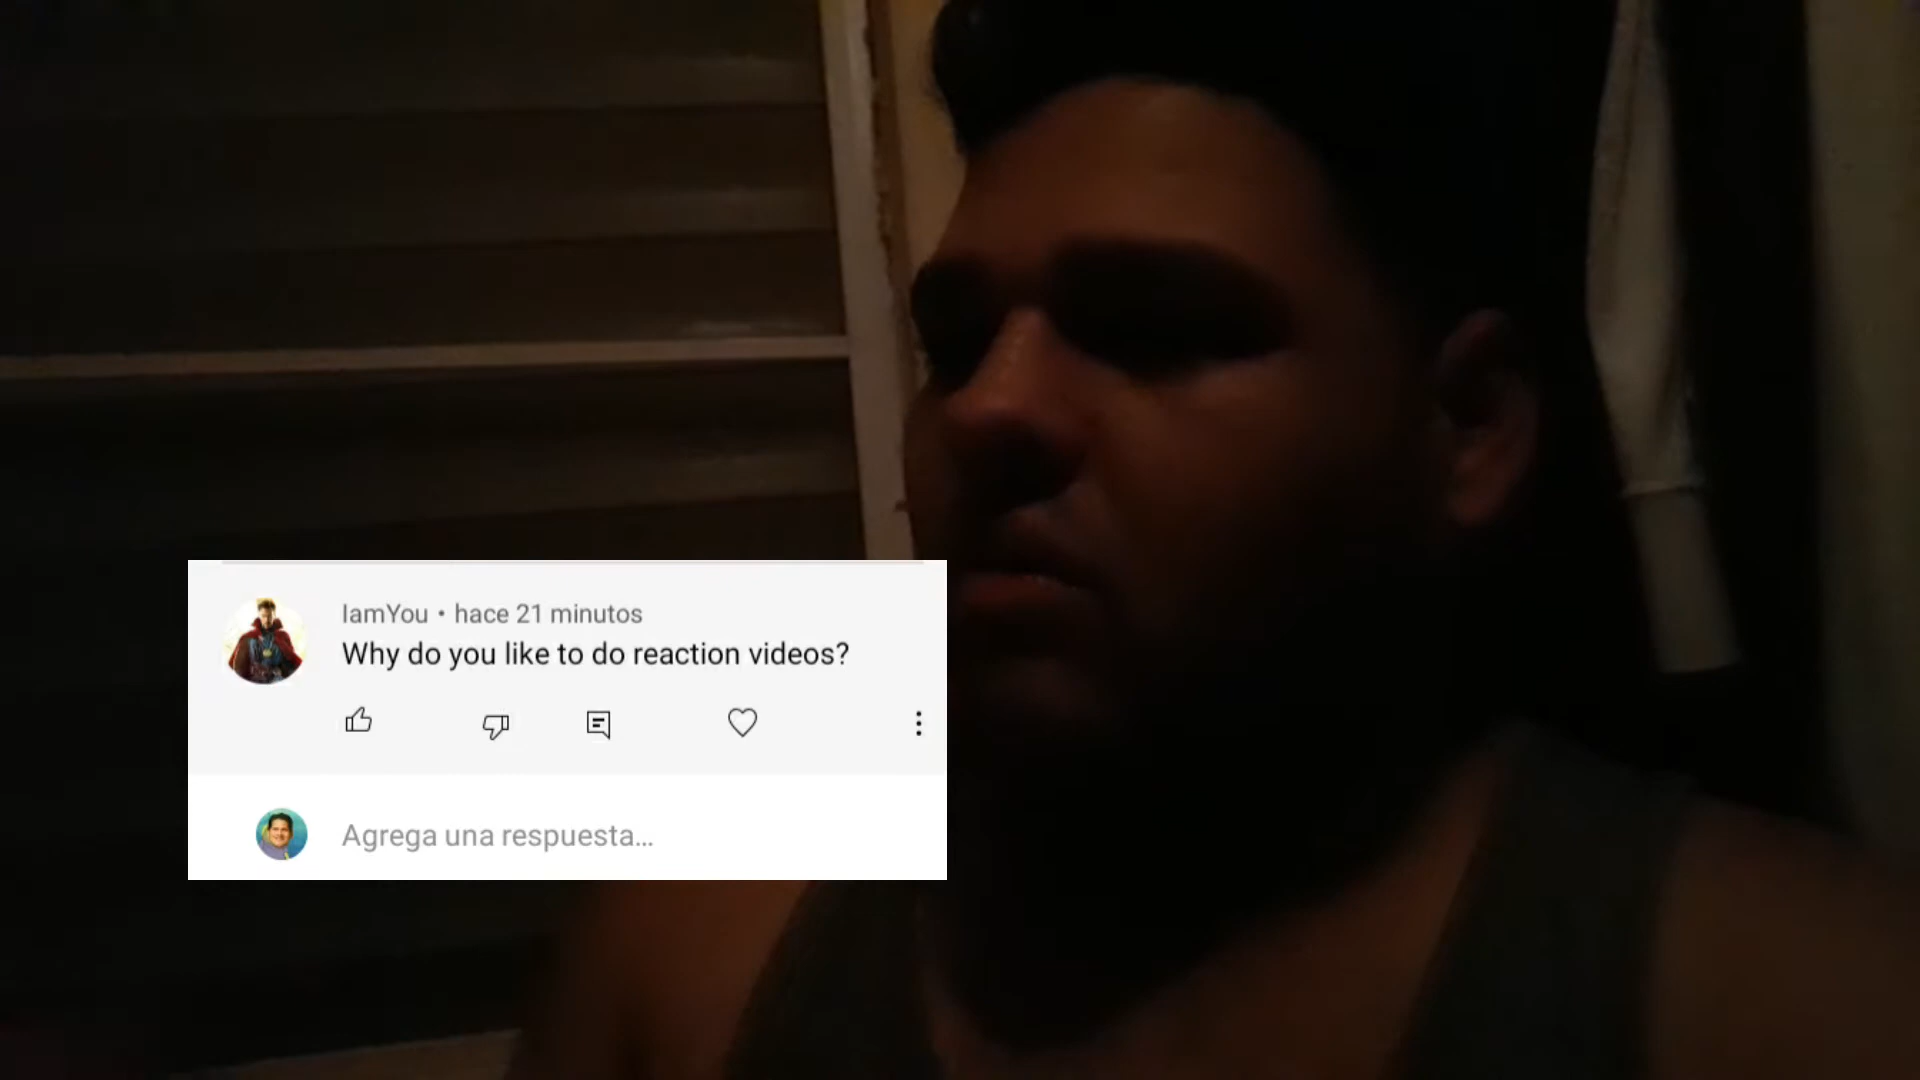 IamYou • hace 21 minutos
Why do you like to do reaction videos?
Agrega una respuesta...